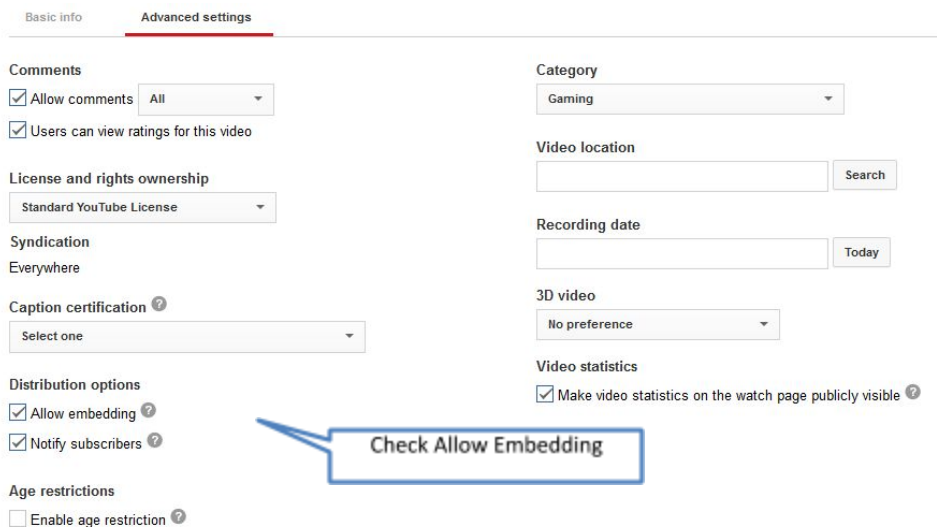 Basic info
Advanced settings
Comments
Allow comments All
Users can view ratings for this video
License and rights ownership
Standard YouTube License
Syndication
Everywhere
Caption certification ?
Select one
Distribution options
Allow embedding ?
Notify subscribers ?
Age restrictions
Enable age restriction ?
Category
Gaming
Video location
Search
Recording date
Today
3D video
No preference
Video statistics
Make video statistics on the watch page publicly visible ?
Check Allow Embedding